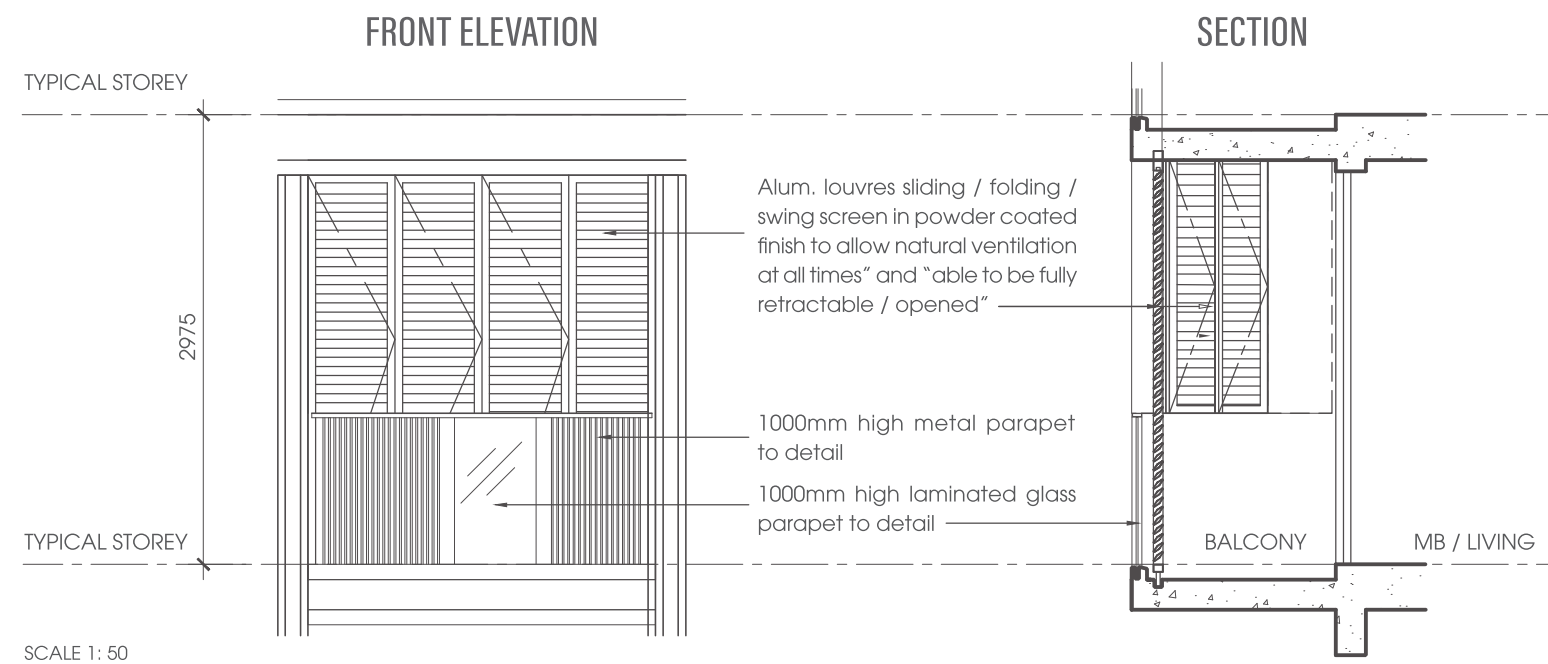 FRONT ELEVATION
SECTION
TYPICAL STOREY
2975
Alum. louvres sliding / folding /
swing screen in powder coated
finish to allow natural ventilation
at all times” and “able to be fully
retractable / opened”
1000mm high metal parapet
to detail
1000mm high laminated glass
parapet to detail
TYPICAL STOREY
BALCONY
MB / LIVING
SCALE 1: 50